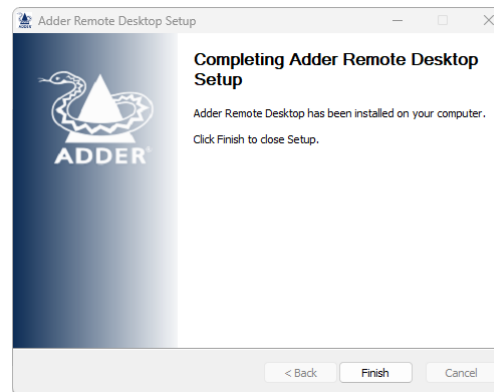 Adder Remote Desktop Setup
Completing Adder Remote Desktop
Setup
Adder Remote Desktop has been installed on your computer.
Click Finish to close Setup.
ADDER®
< Back
Finish
Cancel